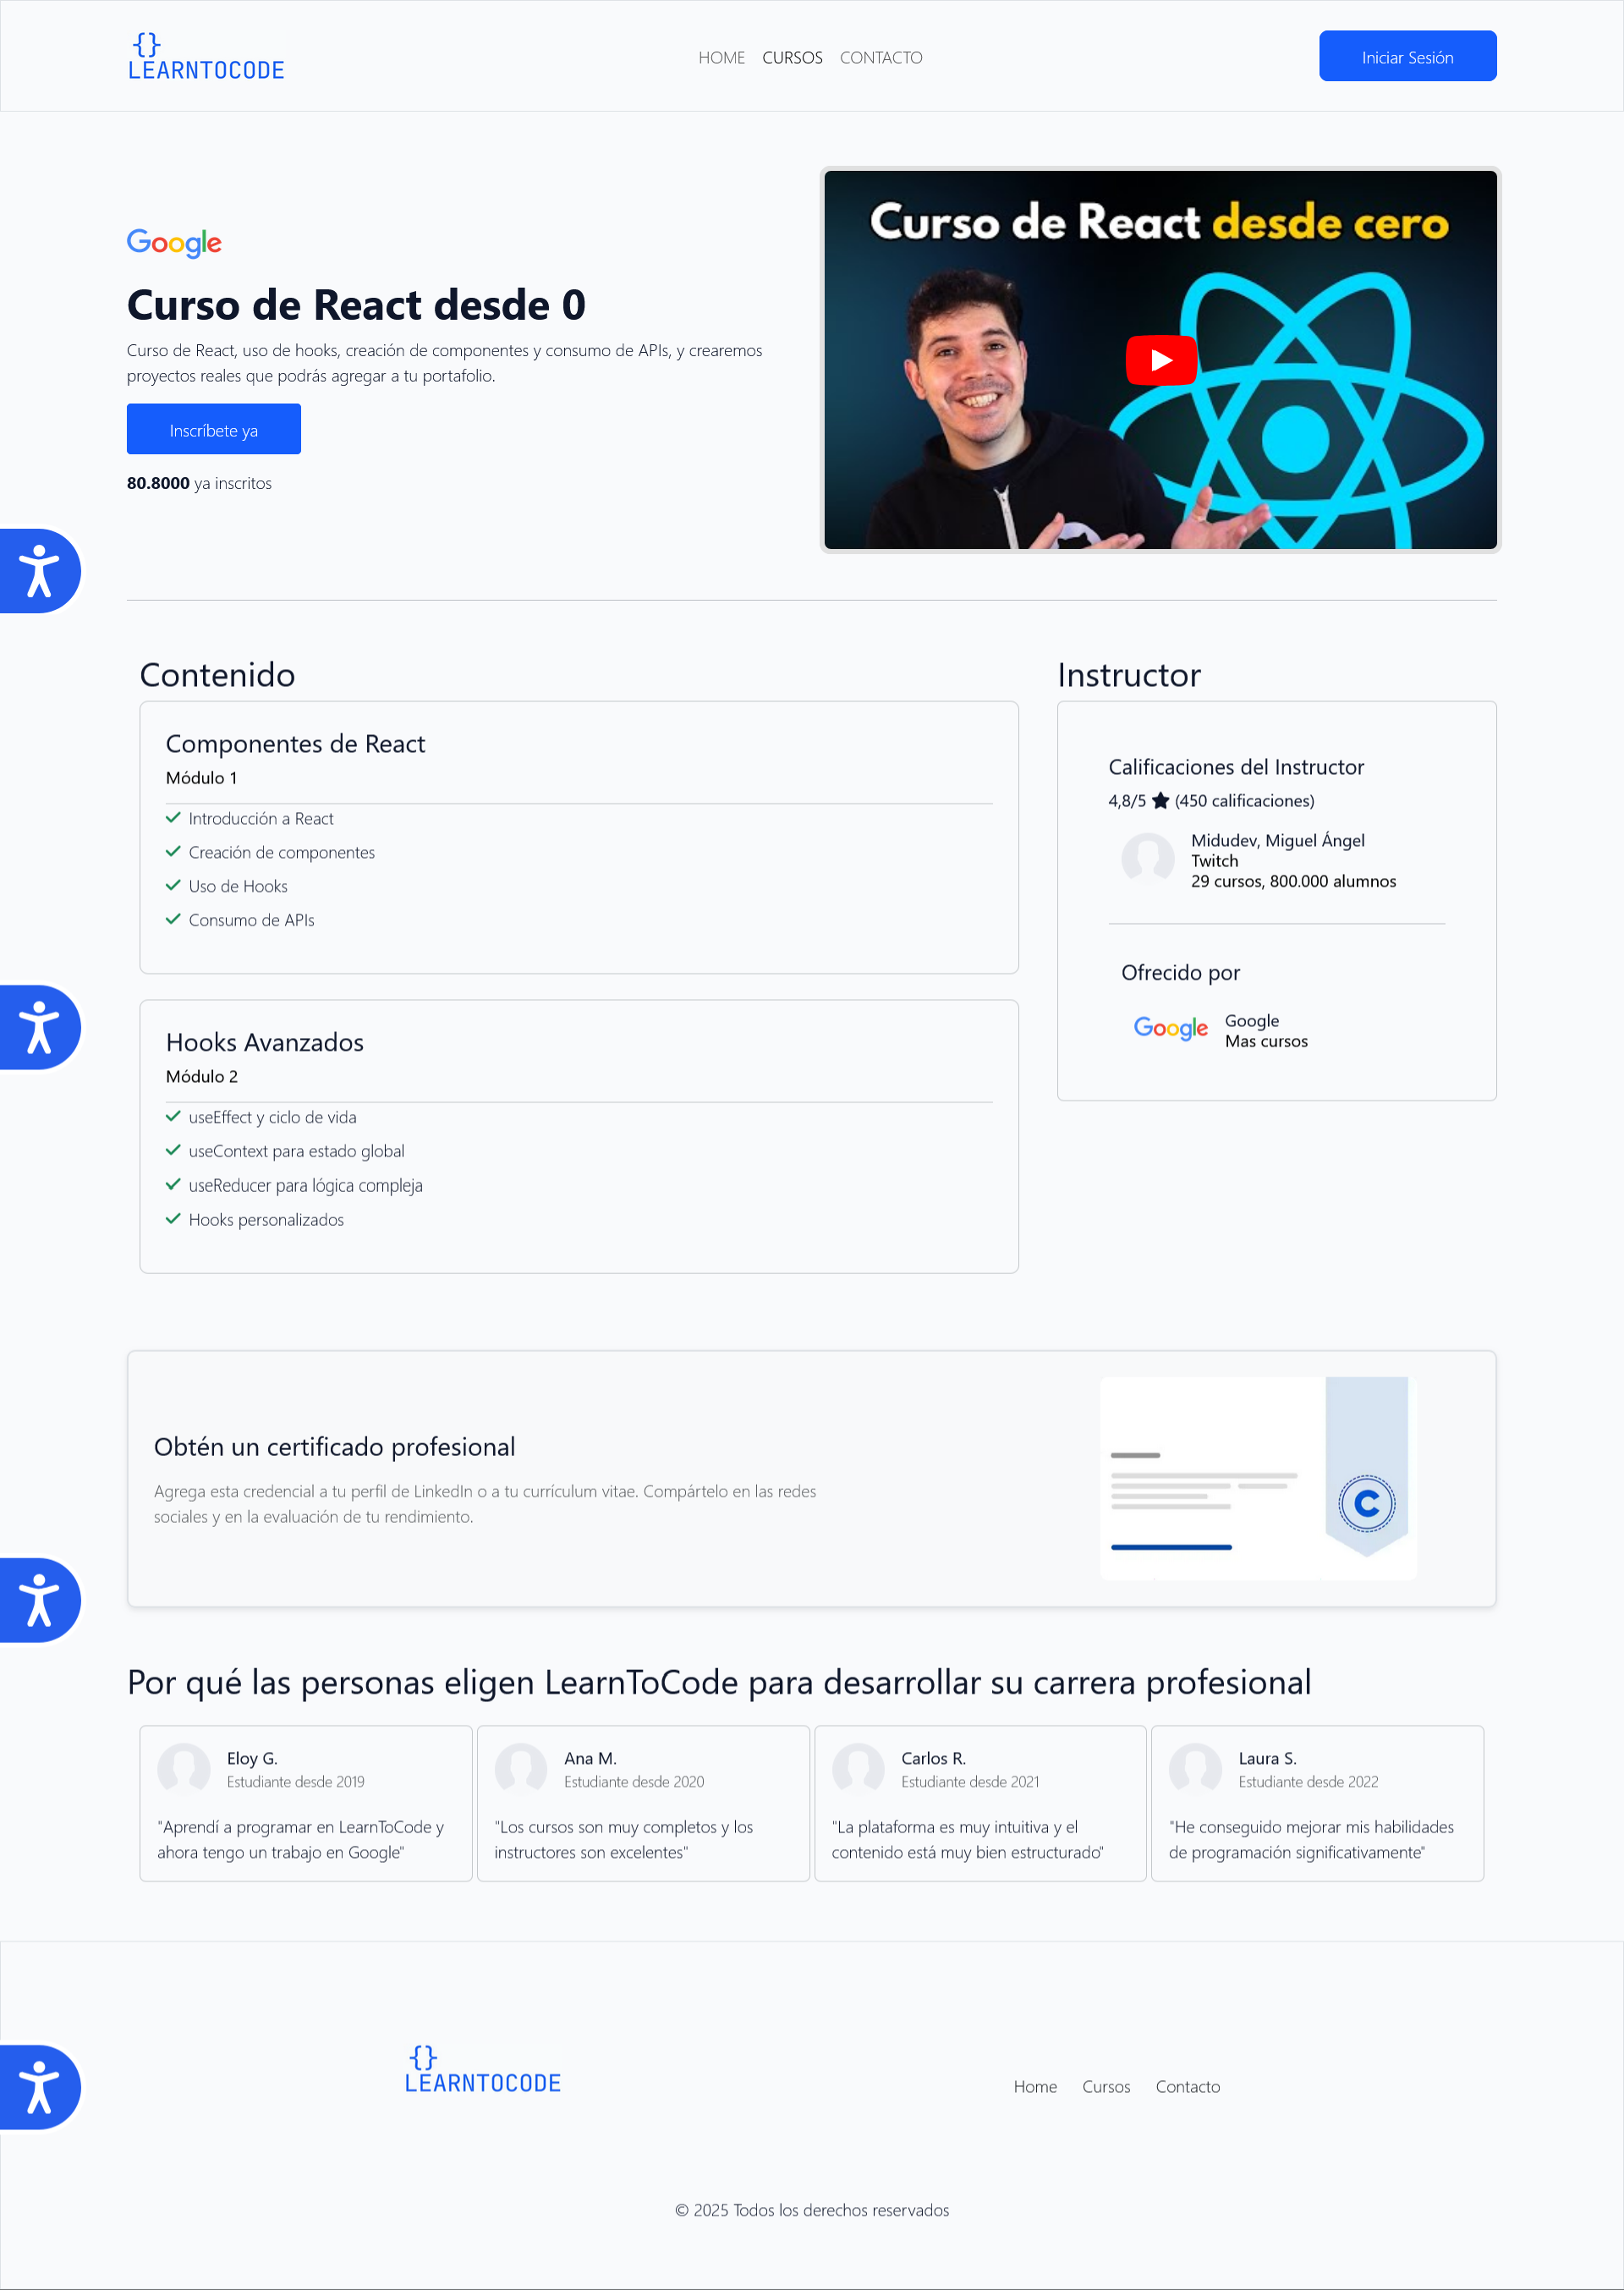 {}
LEARNTOCODE
HOME CURSOS CONTACTO
Iniciar Sesión
Google
Curso de React desde 0
Curso de React, uso de hooks, creación de componentes y consumo de APIs, y crearemos
proyectos reales que podrás agregar a tu portafolio.
Inscríbete ya
80.8000 ya inscritos
Curso de React desde cero
Contenido
Componentes de React
Módulo 1
Introducción a React
Creación de componentes
Uso de Hooks
Consumo de APIs
Hooks Avanzados
Módulo 2
useEffect y ciclo de vida
useContext para estado global
useReducer para lógica compleja
Hooks personalizados
Instructor
Calificaciones del Instructor
4,8/5 ★ (450 calificaciones)
Midudev, Miguel Ángel
Twitch
29 cursos, 800.000 alumnos
Ofrecido por
Google
Google
Mas cursos
Obtén un certificado profesional
Agrega esta credencial a tu perfil de LinkedIn o a tu currículum vitae. Compártelo en las redes
sociales y en la evaluación de tu rendimiento.
C
Por qué las personas eligen LearnToCode para desarrollar su carrera profesional
Eloy G.
Estudiante desde 2019
"Aprendí a programar en LearnToCode y
ahora tengo un trabajo en Google"
Ana M.
Estudiante desde 2020
"Los cursos son muy completos y los
instructores son excelentes"
Carlos R.
Estudiante desde 2021
"La plataforma es muy intuitiva y el
contenido está muy bien estructurado"
Laura S.
Estudiante desde 2022
"He conseguido mejorar mis habilidades
de programación significativamente"
{}
LEARNTOCODE
Home Cursos Contacto
© 2025 Todos los derechos reservados